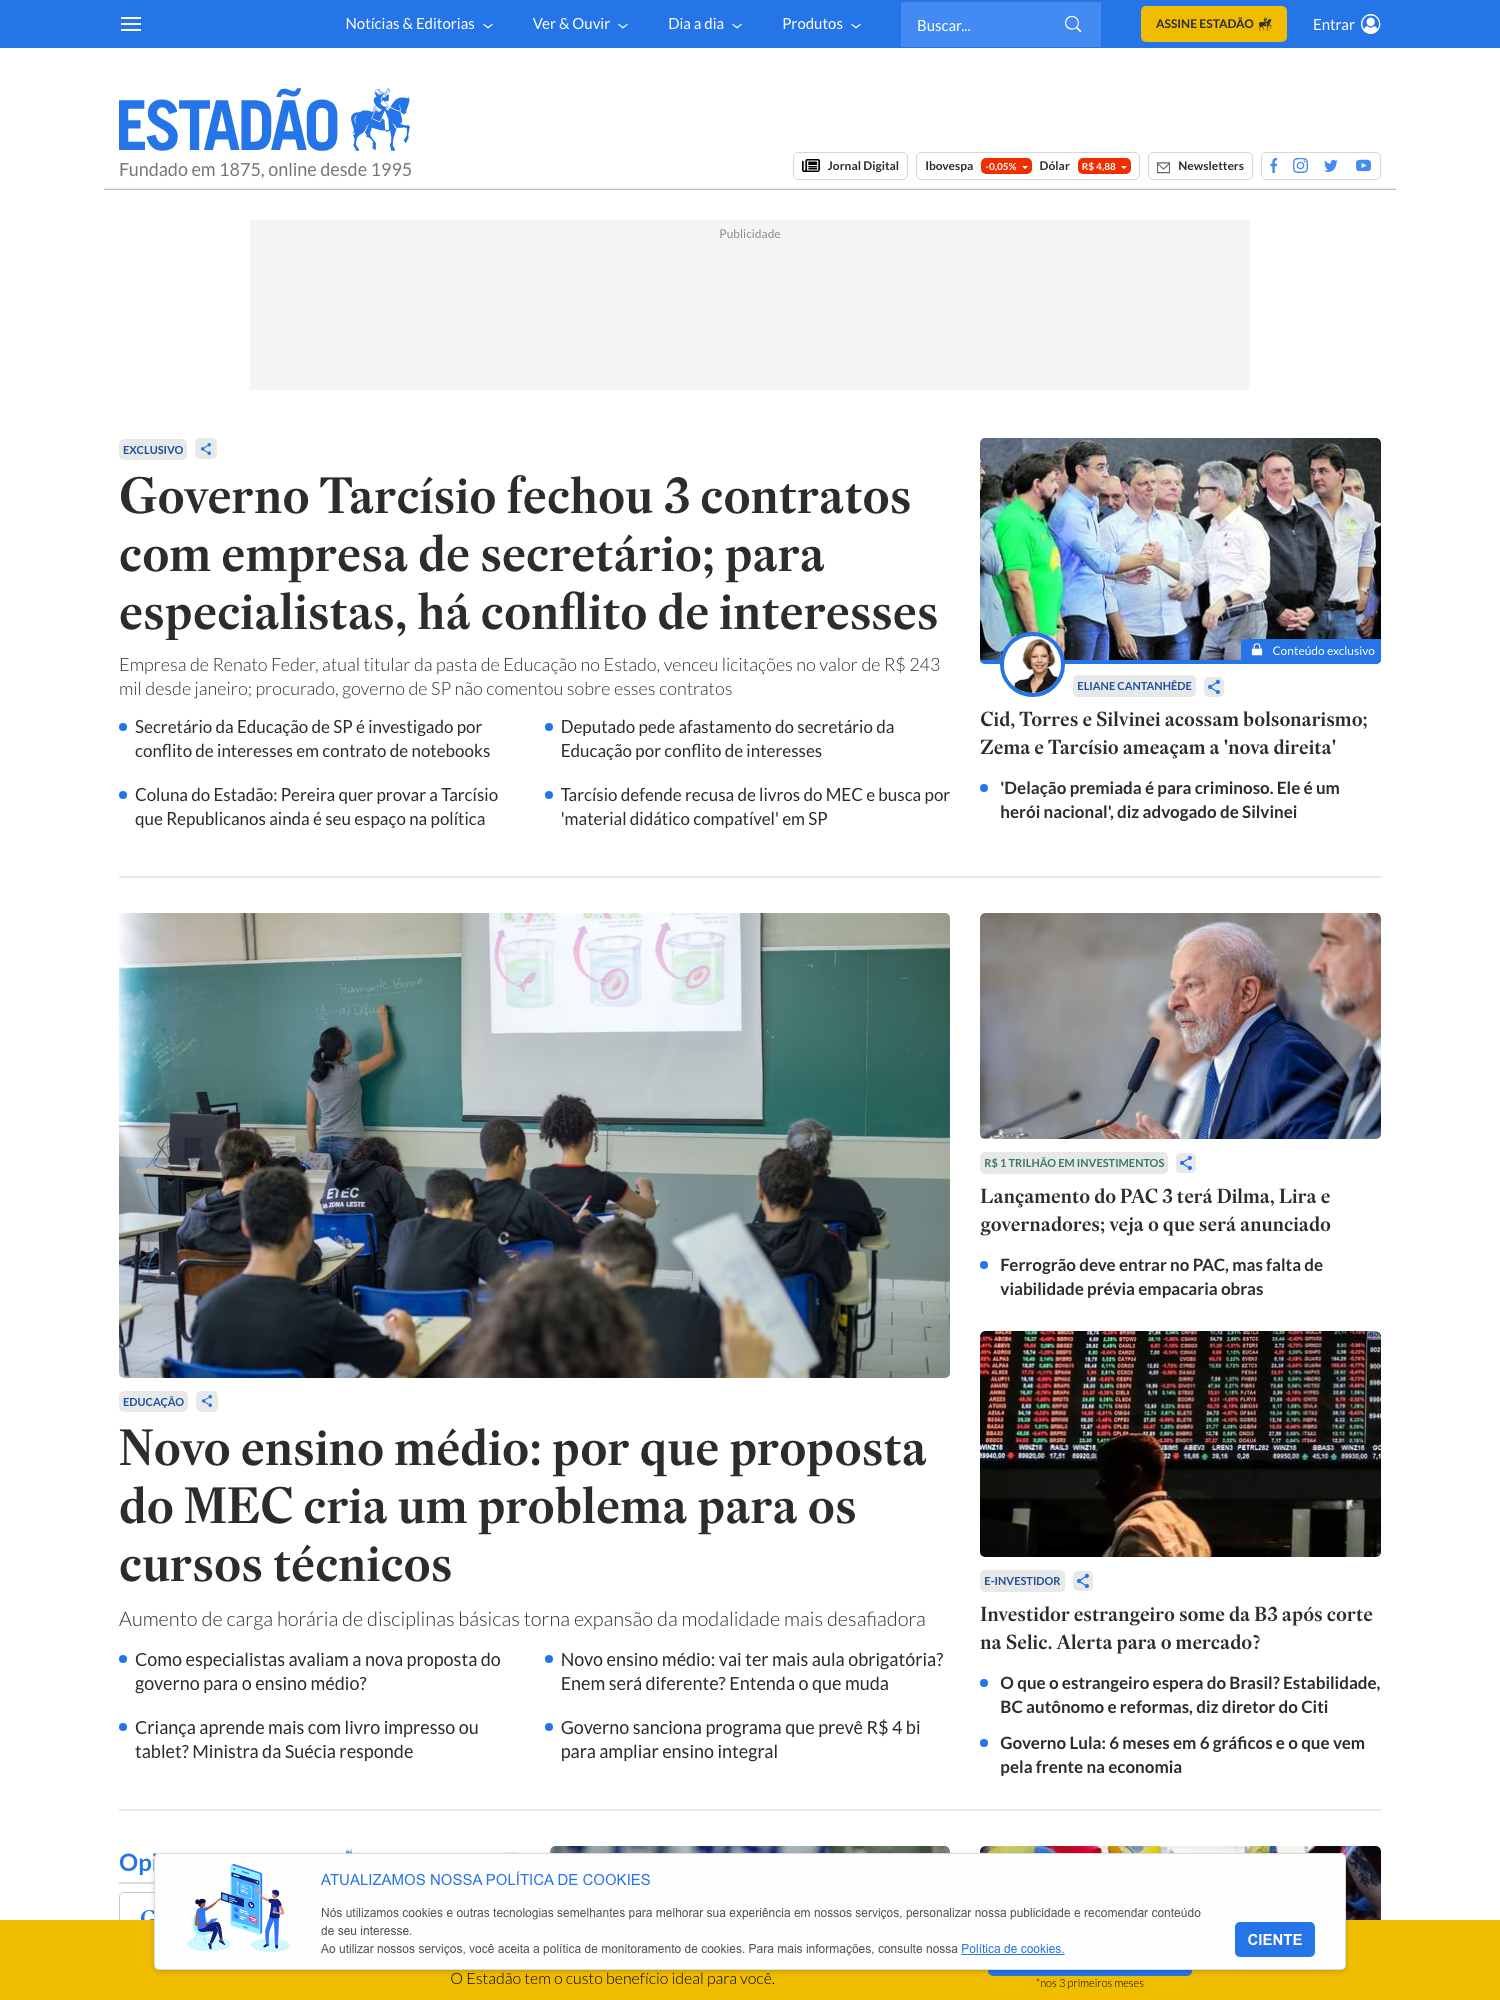 Notícias & Editorias
Ver & Ouvir
Dia a dia
Produtos
Buscar...
ASSINE ESTADÃO
Entrar
ESTADÃO
Fundado em 1875, online desde 1995
Jornal Digital
Ibovespa -0,05% Dólar R$ 4,88
Newsletters
Publicidade
EXCLUSIVO
Governo Tarcísio fechou 3 contratos
com empresa de secretário; para
especialistas, há conflito de interesses
Empresa de Renato Feder, atual titular da pasta de Educação no Estado, venceu licitações no valor de R$ 243
mil desde janeiro; procurado, governo de SP não comentou sobre esses contratos
Secretário da Educação de SP é investigado por
conflito de interesses em contrato de notebooks
Deputado pede afastamento do secretário da
Educação por conflito de interesses
Coluna do Estadão: Pereira quer provar a Tarcísio
que Republicanos ainda é seu espaço na política
Tarcísio defende recusa de livros do MEC e busca por
'material didático compatível' em SP
Conteúdo exclusivo
ELIANE CANTANHÊDE
Cid, Torres e Silvinei acossam bolsonarismo;
Zema e Tarcísio ameaçam a 'nova direita'
'Delação premiada é para criminoso. Ele é um
herói nacional', diz advogado de Silvinei
ETEC
ZONA LESTE
EDUCAÇÃO
Novo ensino médio: por que proposta
do MEC cria um problema para os
cursos técnicos
Aumento de carga horária de disciplinas básicas torna expansão da modalidade mais desafiadora
Como especialistas avaliam a nova proposta do
governo para o ensino médio?
Novo ensino médio: vai ter mais aula obrigatória?
Enem será diferente? Entenda o que muda
Criança aprende mais com livro impresso ou
tablet? Ministra da Suécia responde
Governo sanciona programa que prevê R$ 4 bi
para ampliar ensino integral
R$ 1 TRILHÃO EM INVESTIMENTOS
Lançamento do PAC 3 terá Dilma, Lira e
governadores; veja o que será anunciado
Ferrogrão deve entrar no PAC, mas falta de
viabilidade prévia empacaria obras
E-INVESTIDOR
Investidor estrangeiro some da B3 após corte
na Selic. Alerta para o mercado?
O que o estrangeiro espera do Brasil? Estabilidade,
BC autônomo e reformas, diz diretor do Citi
Governo Lula: 6 meses em 6 gráficos e o que vem
pela frente na economia
ATUALIZAMOS NOSSA POLÍTICA DE COOKIES
Nós utilizamos cookies e outras tecnologias semelhantes para melhorar sua experiência em nossos serviços, personalizar nossa publicidade e recomendar conteúdo
de seu interesse.
Ao utilizar nossos serviços, você aceita a política de monitoramento de cookies. Para mais informações, consulte nossa Política de cookies.
CIENTE
O Estadão tem o custo benefício ideal para você.
*nos 3 primeiros meses